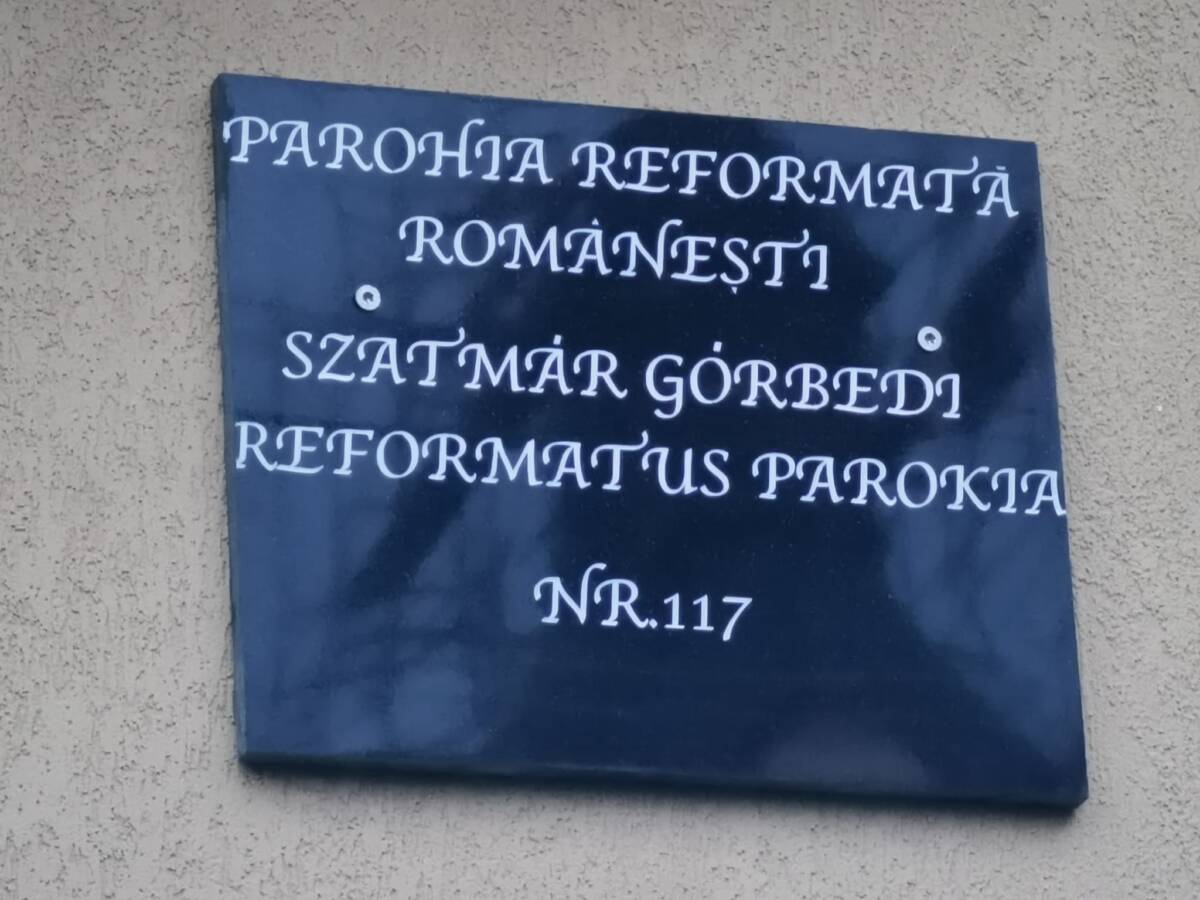 PAROHIA REFORMATĂ
ROMÂNEȘTI
SZATMÁR GÓRBEDI
REFORMATUS PAROKIA
NR.117